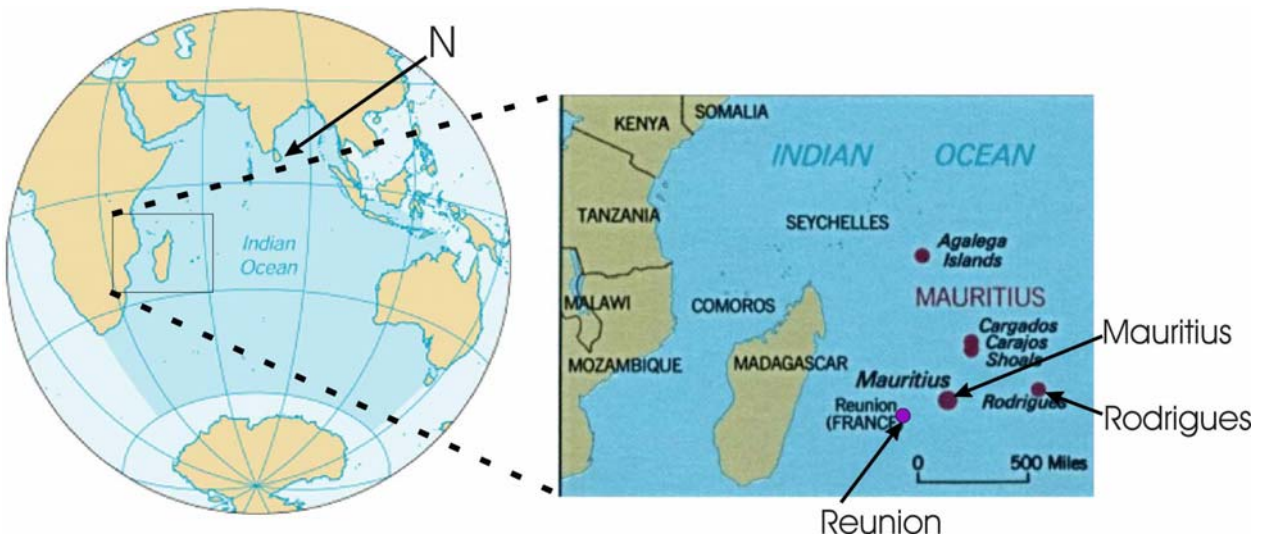 N
Indian
Ocean
KENYA
SOMALIA
INDIAN OCEAN
TANZANIA
SEYCHELLES
Agalega
Islands
MALAWI
COMOROS
MAURITIUS
Cargados
Carajos
Shoals
Mauritius
MOZAMBIQUE
MADAGASCAR
Mauritius
Reunion
(FRANCE
Rodrigues
Rodrigues
0 500 Miles
Reunion